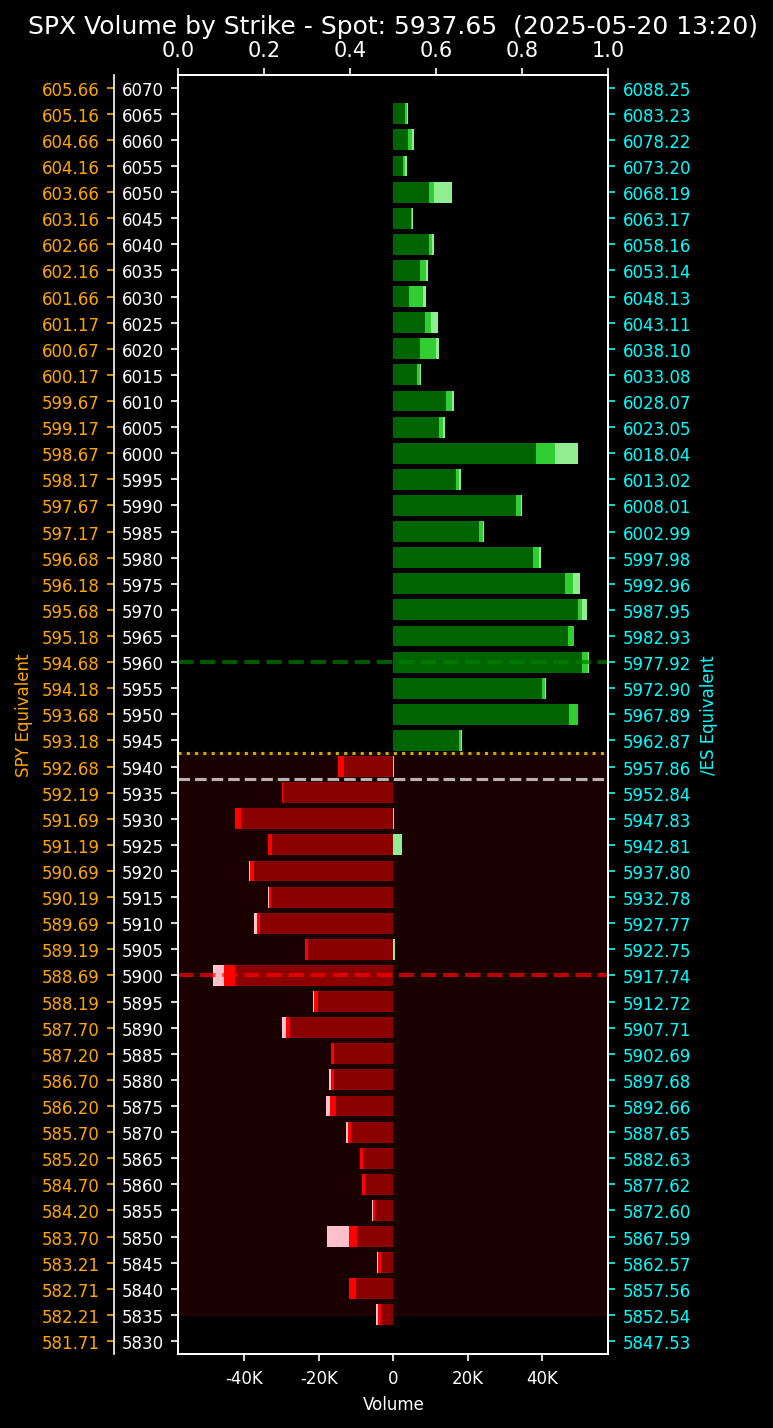 SPX Volume by Strike - Spot: 5937.65  (2025-05-20 13:20)
0.0 0.2 0.4 0.6 0.8 1.0
605.66 6070 6088.25
605.16 6065 6083.23
604.66 6060 6078.22
604.16 6055 6073.20
603.66 6050 6068.19
603.16 6045 6063.17
602.66 6040 6058.16
602.16 6035 6053.14
601.66 6030 6048.13
601.17 6025 6043.11
600.67 6020 6038.10
600.17 6015 6033.08
599.67 6010 6028.07
599.17 6005 6023.05
598.67 6000 6018.04
598.17 5995 6013.02
597.67 5990 6008.01
597.17 5985 6002.99
596.68 5980 5997.98
596.18 5975 5992.96
595.68 5970 5987.95
595.18 5965 5982.93
594.68 5960 5977.92
594.18 5955 5972.90
593.68 5950 5967.89
593.18 5945 5962.87
592.68 5940 5957.86
592.19 5935 5952.84
591.69 5930 5947.83
591.19 5925 5942.81
590.69 5920 5937.80
590.19 5915 5932.78
589.69 5910 5927.77
589.19 5905 5922.75
588.69 5900 5917.74
588.19 5895 5912.72
587.70 5890 5907.71
587.20 5885 5902.69
586.70 5880 5897.68
586.20 5875 5892.66
585.70 5870 5887.65
585.20 5865 5882.63
584.70 5860 5877.62
584.20 5855 5872.60
583.70 5850 5867.59
583.21 5845 5862.57
582.71 5840 5857.56
582.21 5835 5852.54
581.71 5830 5847.53
SPY Equivalent
/ES Equivalent
-40K -20K 0 20K 40K
Volume